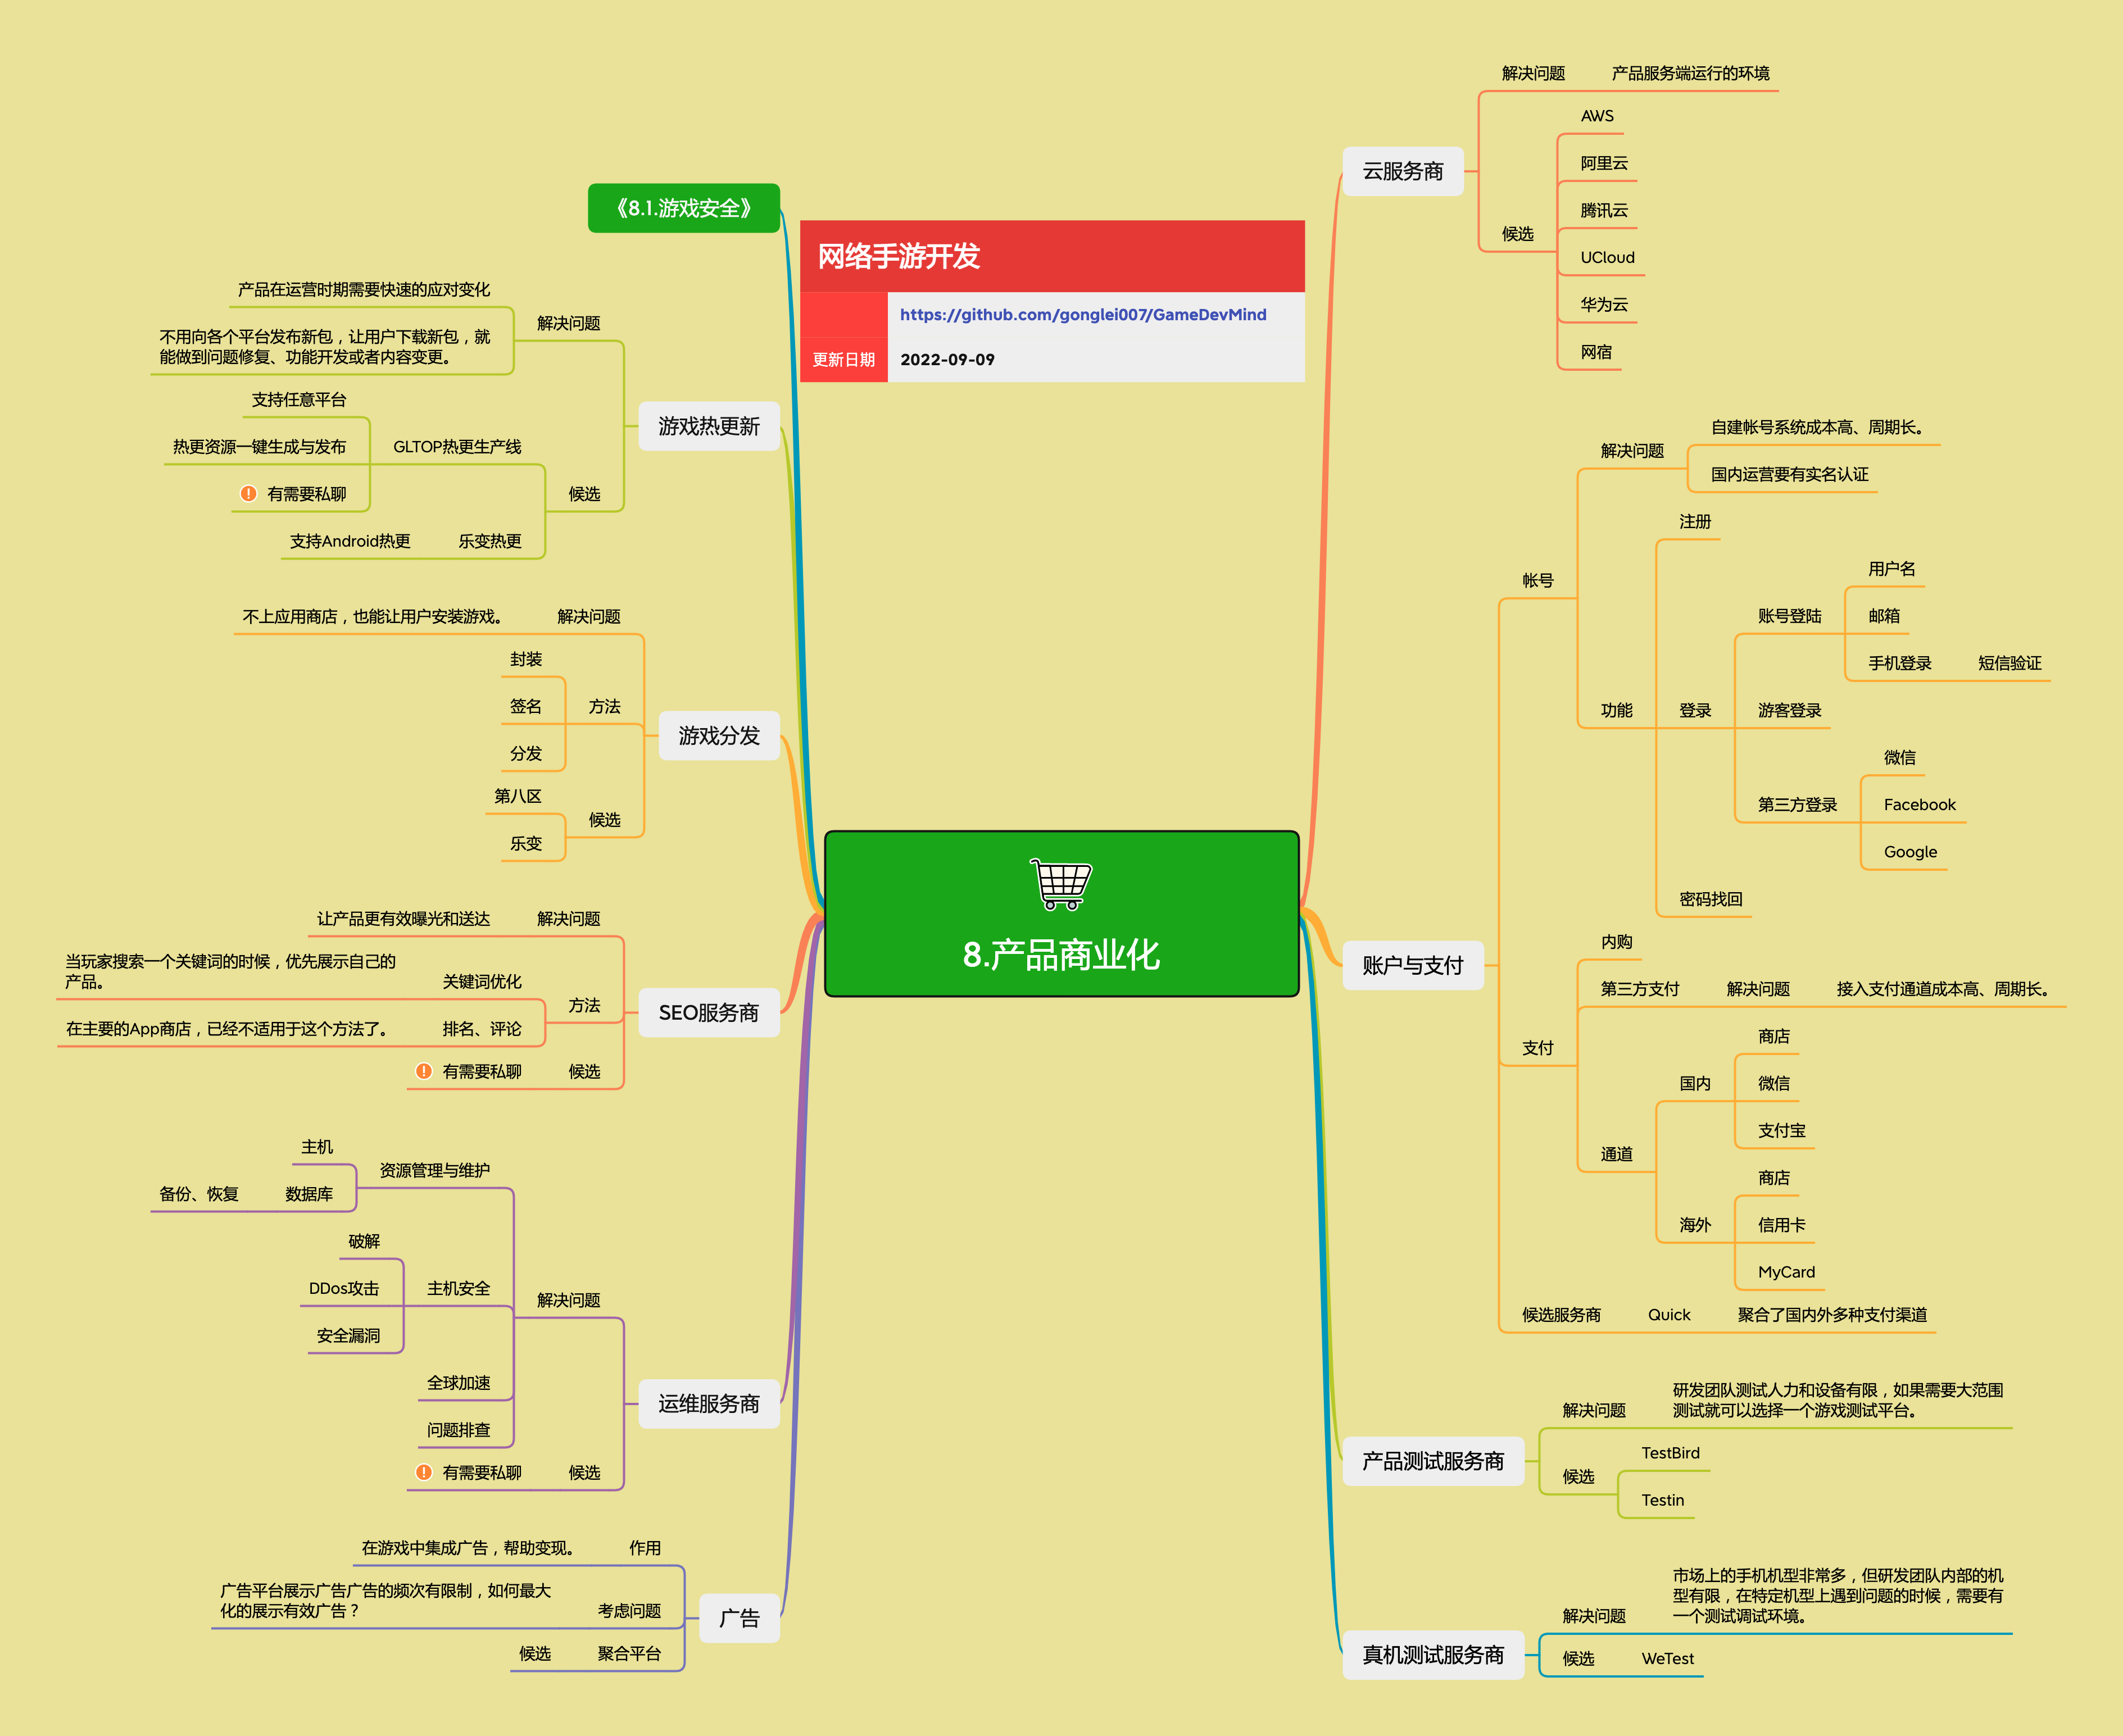 网络手游开发
https://github.com/gonglei007/GameDevMind
更新日期
2022-09-09
8.产品商业化
云服务商
解决问题
产品服务端运行的环境
候选
AWS
阿里云
腾讯云
UCloud
华为云
网宿
账户与支付
帐号
解决问题
自建帐号系统成本高、周期长。
国内运营要有实名认证
功能
注册
登录
账号登陆
用户名
邮箱
手机登录
短信验证
游客登录
第三方登录
微信
Facebook
Google
密码找回
支付
内购
第三方支付
解决问题
接入支付通道成本高、周期长。
通道
国内
商店
微信
支付宝
海外
商店
信用卡
MyCard
候选服务商
Quick
聚合了国内外多种支付渠道
产品测试服务商
解决问题
研发团队测试人力和设备有限，如果需要大范围
测试就可以选择一个游戏测试平台。
候选
TestBird
Testin
真机测试服务商
解决问题
市场上的手机机型非常多，但研发团队内部的机
型有限，在特定机型上遇到问题的时候，需要有
一个测试调试环境。
候选
WeTest
《8.1.游戏安全》
游戏热更新
解决问题
产品在运营时期需要快速的应对变化
不用向各个平台发布新包，让用户下载新包，就
能做到问题修复、功能开发或者内容变更。
候选
GLTOP热更生产线
支持任意平台
热更资源一键生成与发布
有需要私聊
乐变热更
支持Android热更
游戏分发
解决问题
不上应用商店，也能让用户安装游戏。
方法
封装
签名
分发
候选
第八区
乐变
SEO服务商
解决问题
让产品更有效曝光和送达
方法
关键词优化
当玩家搜索一个关键词的时候，优先展示自己的
产品。
排名、评论
在主要的App商店，已经不适用于这个方法了。
候选
有需要私聊
运维服务商
解决问题
资源管理与维护
主机
数据库
备份、恢复
主机安全
破解
DDos攻击
安全漏洞
全球加速
问题排查
候选
有需要私聊
广告
作用
在游戏中集成广告，帮助变现。
考虑问题
广告平台展示广告广告的频次有限制，如何最大
化的展示有效广告？
聚合平台
候选